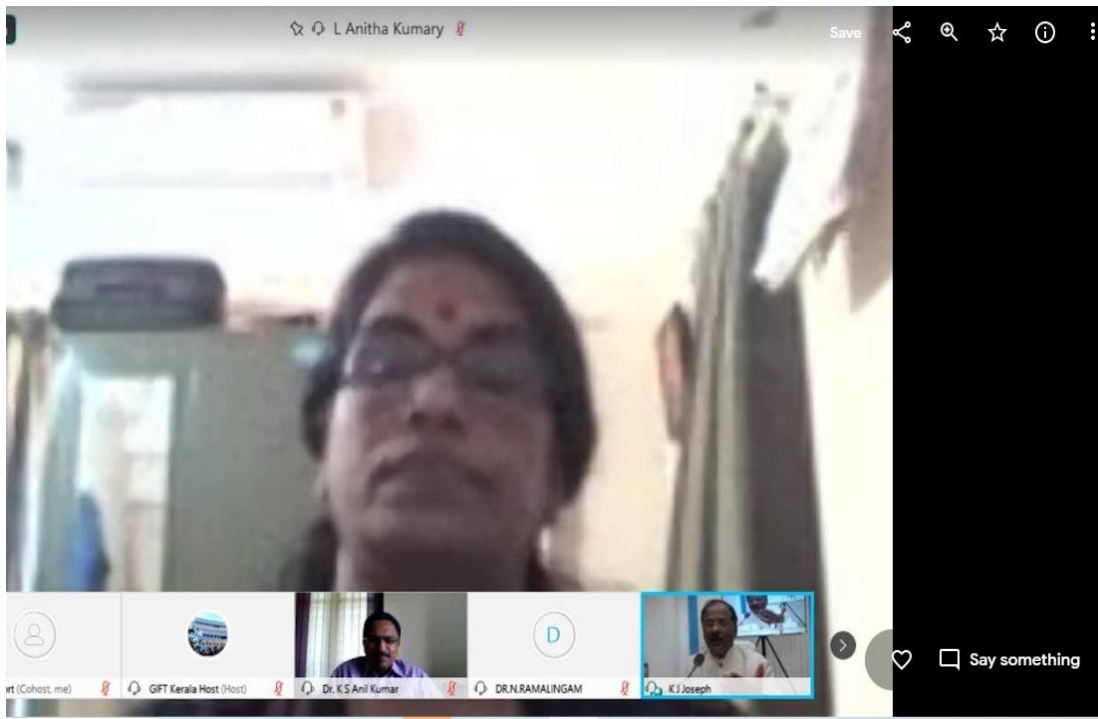 L Anitha Kumary
Save
rt (Cohost, me)
GIFT Kerala Host (Host)
Dr. K S Anil Kumar
D
DR.N.RAMALINGAM
K J Joseph
Say something